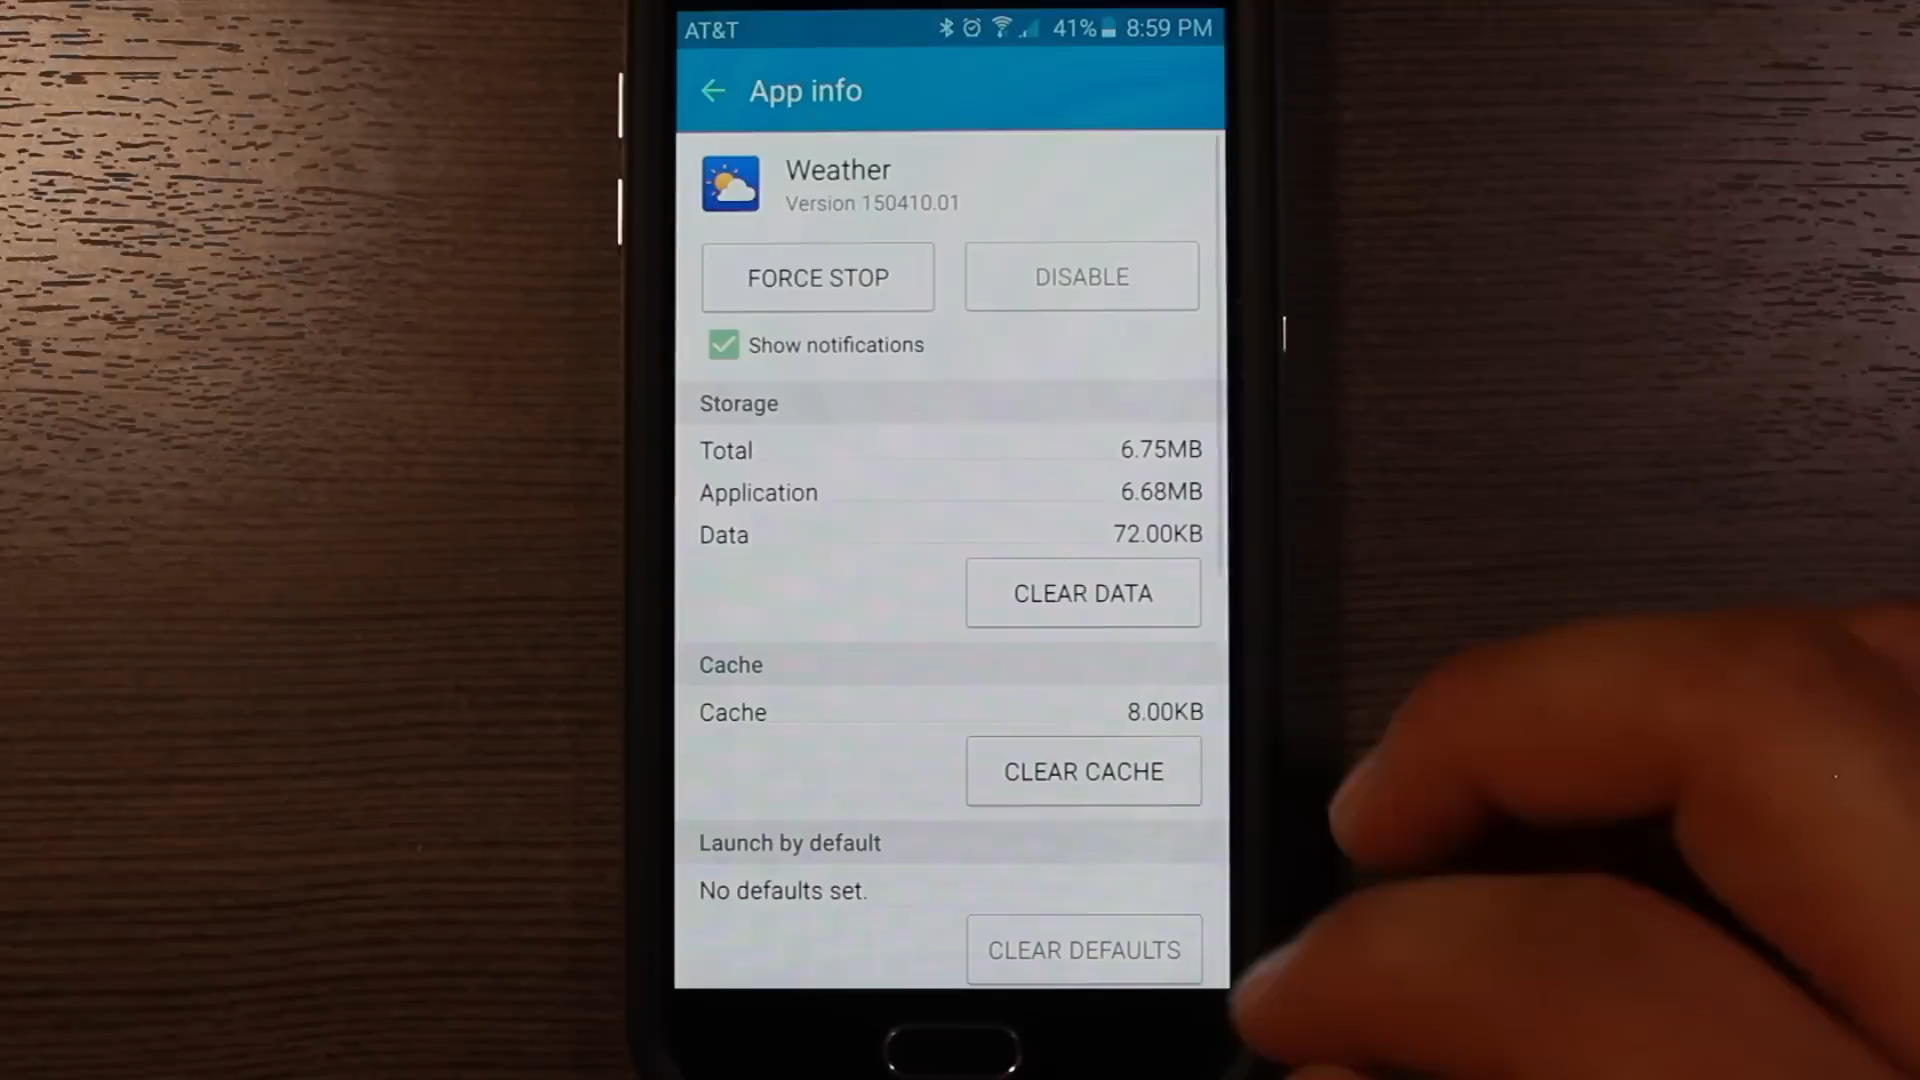 AT&T 41% 8:59 PM
App info
Weather
Version 150410.01
FORCE STOP DISABLE
Show notifications
Storage
Total 6.75MB
Application 6.68MB
Data 72.00KB
CLEAR DATA
Cache
Cache 8.00KB
CLEAR CACHE
Launch by default
No defaults set.
CLEAR DEFAULTS